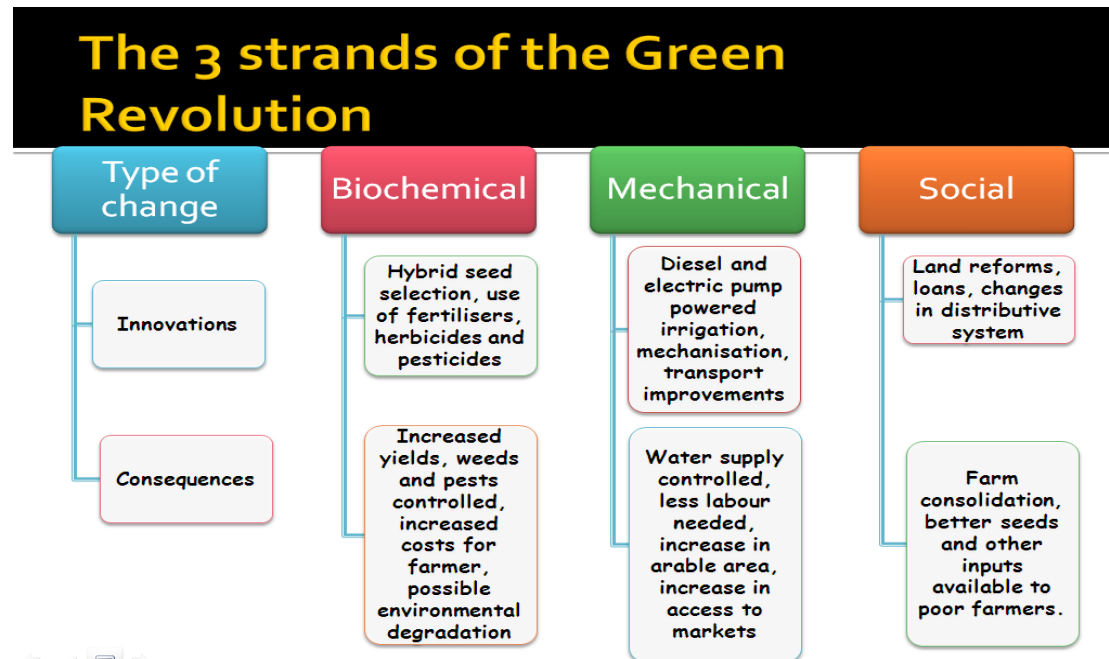 The 3 strands of the Green
Revolution
Type of
change
Innovations
Consequences
Biochemical
Hybrid seed
selection, use
of fertilisers,
herbicides and
pesticides
Increased
yields, weeds
and pests
controlled,
increased
costs for
farmer,
possible
environmental
degradation
Mechanical
Diesel and
electric pump
powered
irrigation,
mechanisation,
transport
improvements
Water supply
controlled,
less labour
needed,
increase in
arable area,
increase in
access to
markets
Social
Land reforms,
loans, changes
in distributive
system
Farm
consolidation,
better seeds
and other
inputs
available to
poor farmers.